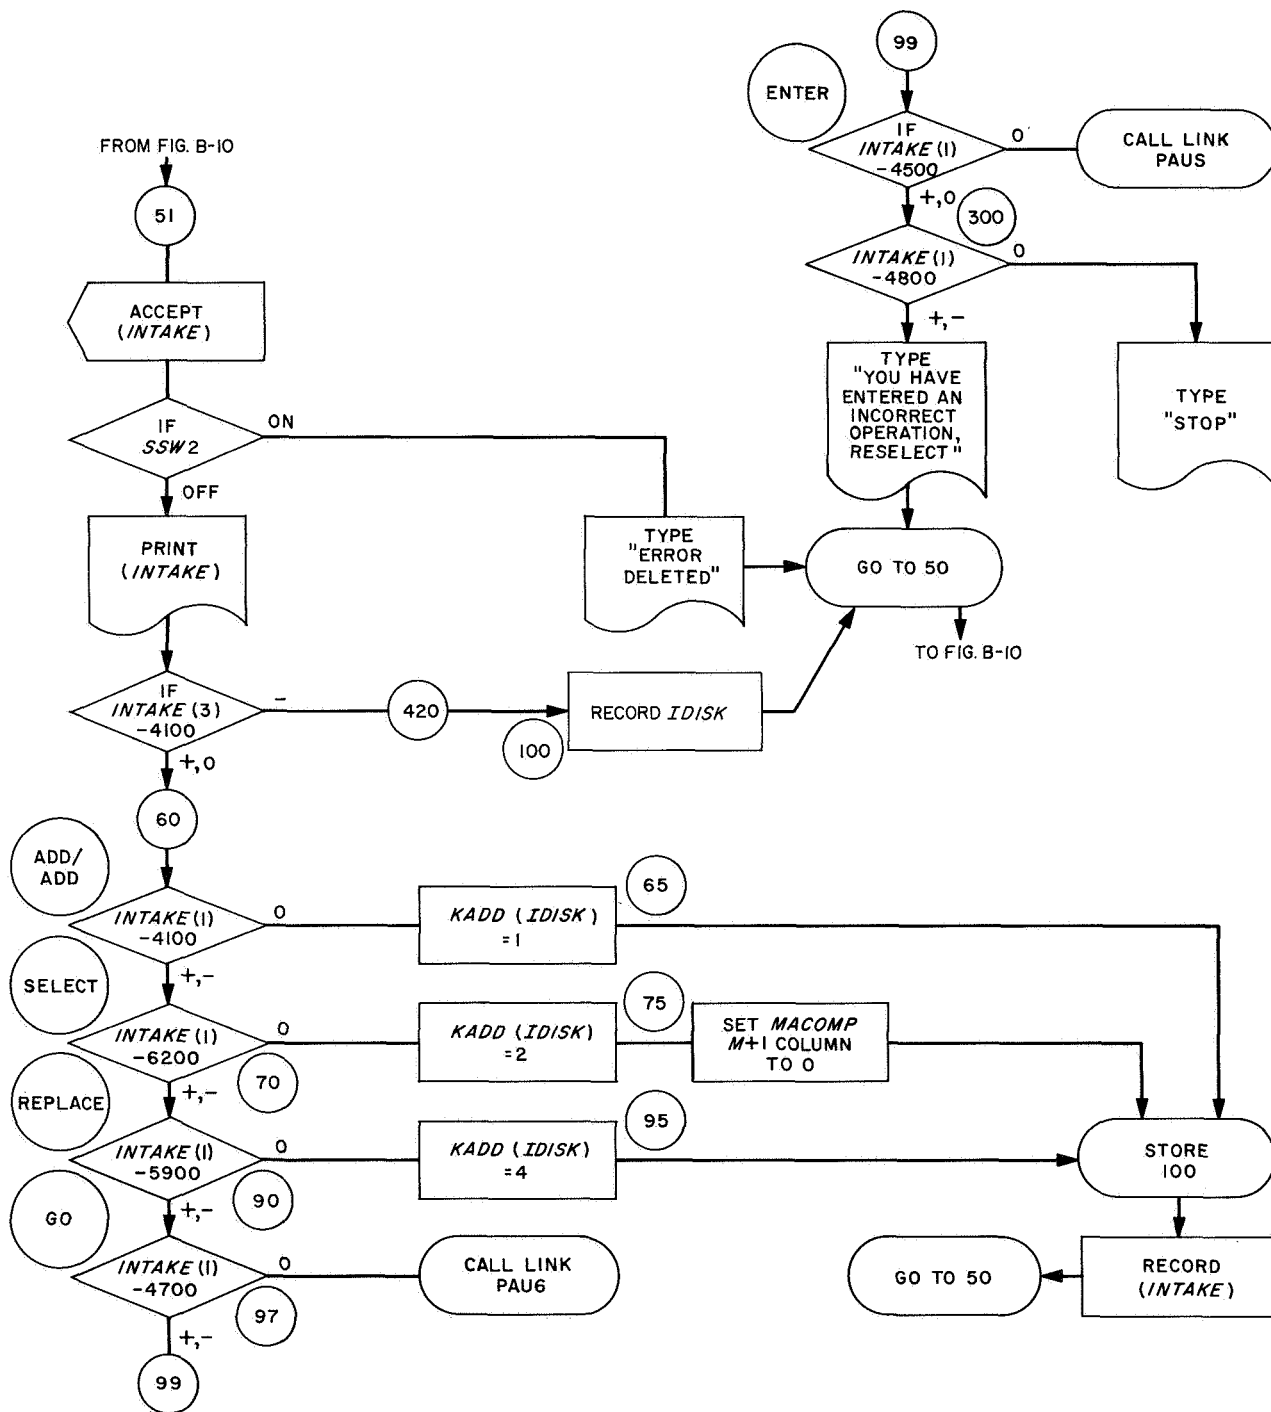 FROM FIG. B-10
51
ACCEPT
(INTAKE)
IF
SSW2
ON
OFF
PRINT
(INTAKE)
TYPE
"ERROR
DELETED"
IF
INTAKE (3)
-4100
-
+,0
420
100
RECORD IDISK
60
ADD/
ADD
INTAKE (1)
-4100
0
+,-
KADD (IDISK)
=1
65
SELECT
INTAKE (1)
-6200
0
+,-
70
KADD (IDISK)
=2
75
SET MACOMP
M+1 COLUMN
TO 0
REPLACE
INTAKE (1)
-5900
0
+,-
90
KADD (IDISK)
=4
95
STORE
100
RECORD
(INTAKE)
GO TO 50
GO
INTAKE (1)
-4700
0
+,-
97
CALL LINK
PAU6
99
99
ENTER
IF
INTAKE (1)
-4500
0
+,0
CALL LINK
PAUS
300
INTAKE (1)
-4800
0
+,-
TYPE
"YOU HAVE
ENTERED AN
INCORRECT
OPERATION,
RESELECT"
TYPE
"STOP"
GO TO 50
TO FIG. B-10